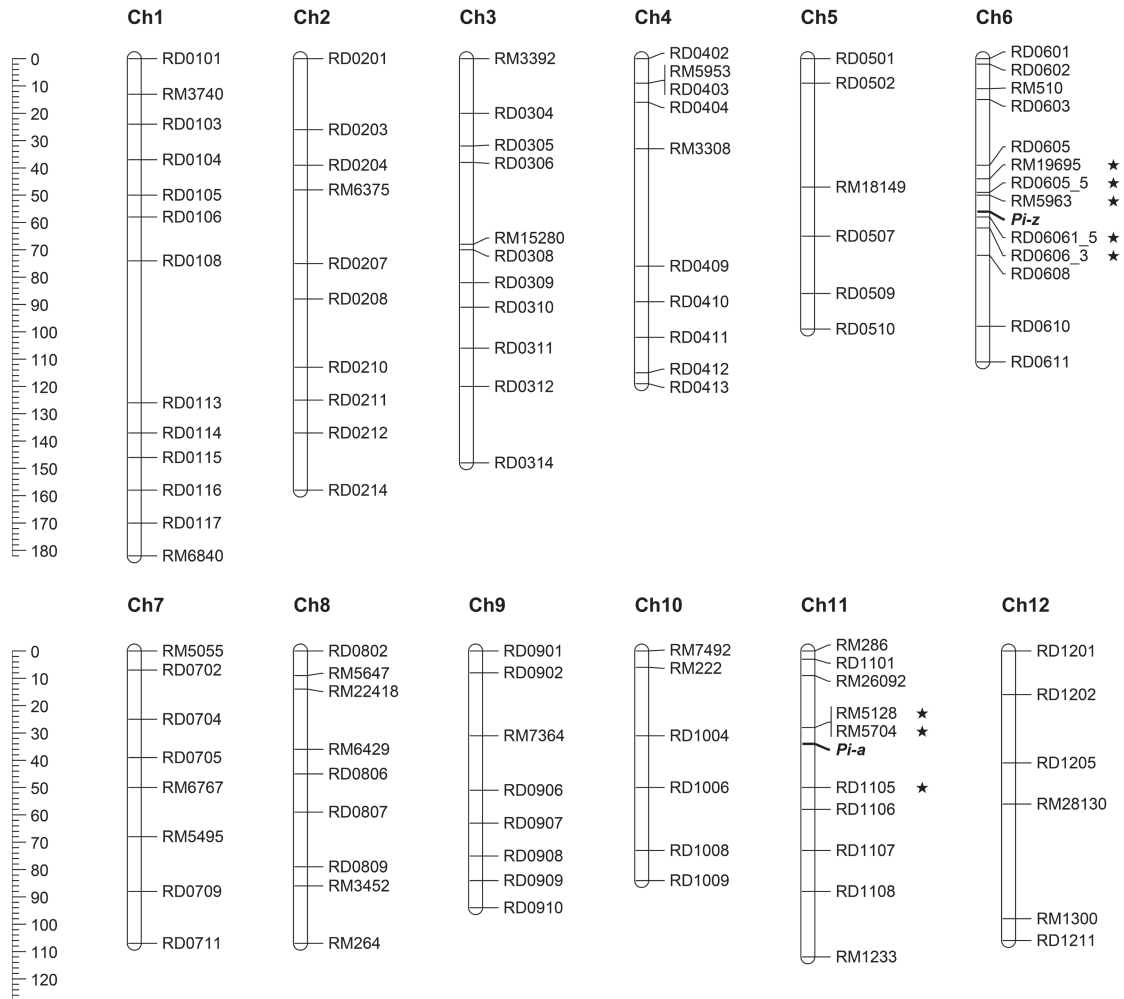 Ch1
Ch2
Ch3
Ch4
Ch5
Ch6
0
10
20
30
40
50
60
70
80
90
100
110
120
130
140
150
160
170
180
RD0101
RM3740
RD0103
RD0104
RD0105
RD0106
RD0108
RD0113
RD0114
RD0115
RD0116
RD0117
RM6840
RD0201
RD0203
RD0204
RM6375
RD0207
RD0208
RD0210
RD0211
RD0212
RD0214
RM3392
RD0304
RD0305
RD0306
RM15280
RD0308
RD0309
RD0310
RD0311
RD0312
RD0314
RD0402
RM5953
RD0403
RD0404
RM3308
RD0409
RD0410
RD0411
RD0412
RD0413
RD0501
RD0502
RM18149
RD0507
RD0509
RD0510
RD0601
RD0602
RM510
RD0603
RD0605
RM19695 ★
RD0605_5 ★
RM5963 ★
Pi-z
RD06061_5 ★
RD0606_3 ★
RD0608
RD0610
RD0611
Ch7
Ch8
Ch9
Ch10
Ch11
Ch12
0
10
20
30
40
50
60
70
80
90
100
110
120
RM5055
RD0702
RD0704
RD0705
RM6767
RM5495
RD0709
RD0711
RD0802
RM5647
RM22418
RM6429
RD0806
RD0807
RD0809
RM3452
RM264
RD0901
RD0902
RM7364
RD0906
RD0907
RD0908
RD0909
RD0910
RM7492
RM222
RD1004
RD1006
RD1008
RD1009
RM286
RD1101
RM26092
RM5128 ★
RM5704 ★
Pi-a
RD1105 ★
RD1106
RD1107
RD1108
RM1233
RD1201
RD1202
RD1205
RM28130
RM1300
RD1211